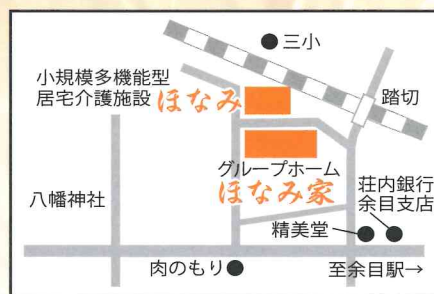 三小
小規模多機能型
居宅介護施設 ほなみ
踏切
グループホーム
ほなみ家
八幡神社
荘内銀行
余目支店
精美堂
肉のもり
至余目駅→